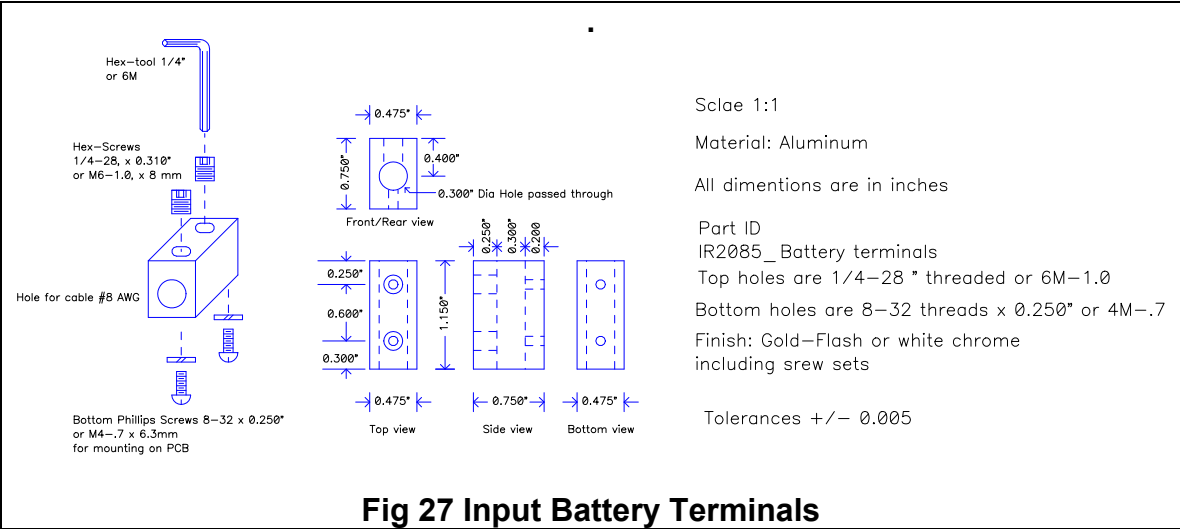 .
Hex-tool 1/4"
or 6M
Hex-Screws
1/4-28, x 0.310"
or M6-1.0, x 8 mm
Hole for cable #8 AWG
Bottom Phillips Screws 8-32 x 0.250"
or M4-.7 x 6.3mm
for mounting on PCB
0.475"
0.750"
0.400"
0.300" Dia Hole passed through
Front/Rear view
0.250"
0.600"
0.300"
0.475"
Top view
1.150"
0.250"
0.300"
0.200
0.750"
Side view
0.475"
Bottom view
Sclae 1:1
Material: Aluminum
All dimentions are in inches
Part ID
IR2085_Battery terminals
Top holes are 1/4-28 " threaded or 6M-1.0
Bottom holes are 8-32 threads x 0.250" or 4M-.7
Finish: Gold-Flash or white chrome
including srew sets
Tolerances +/- 0.005
Fig 27 Input Battery Terminals